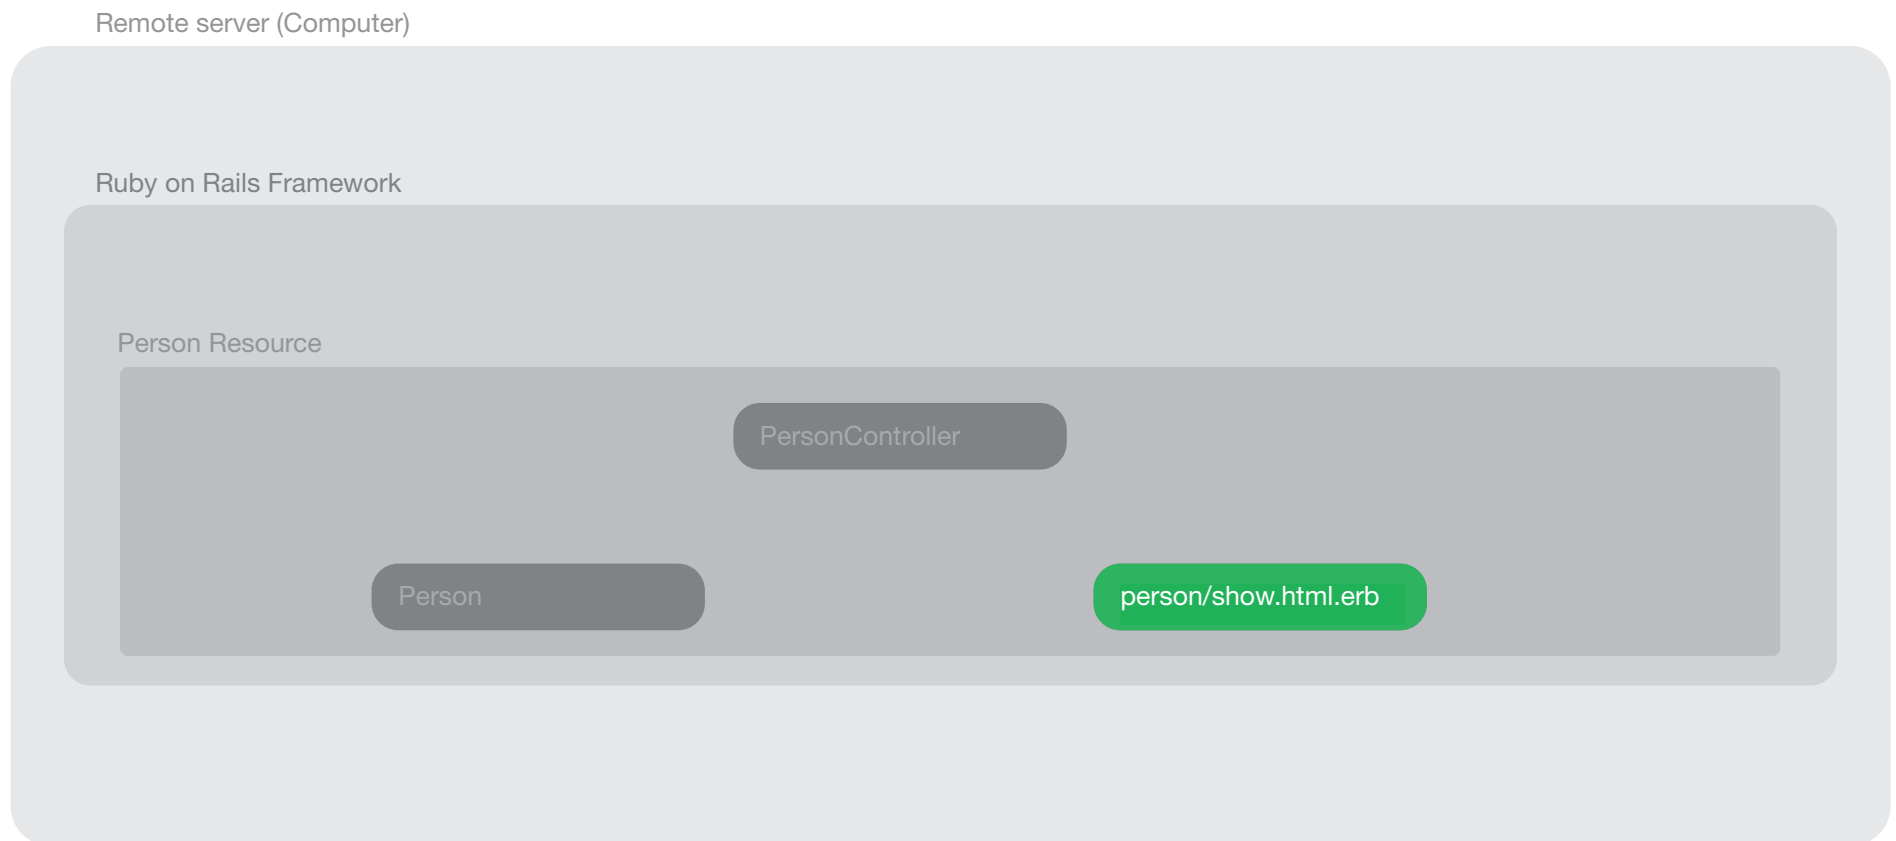 Remote server (Computer)
Ruby on Rails Framework
Person Resource
PersonController
Person
person/show.html.erb